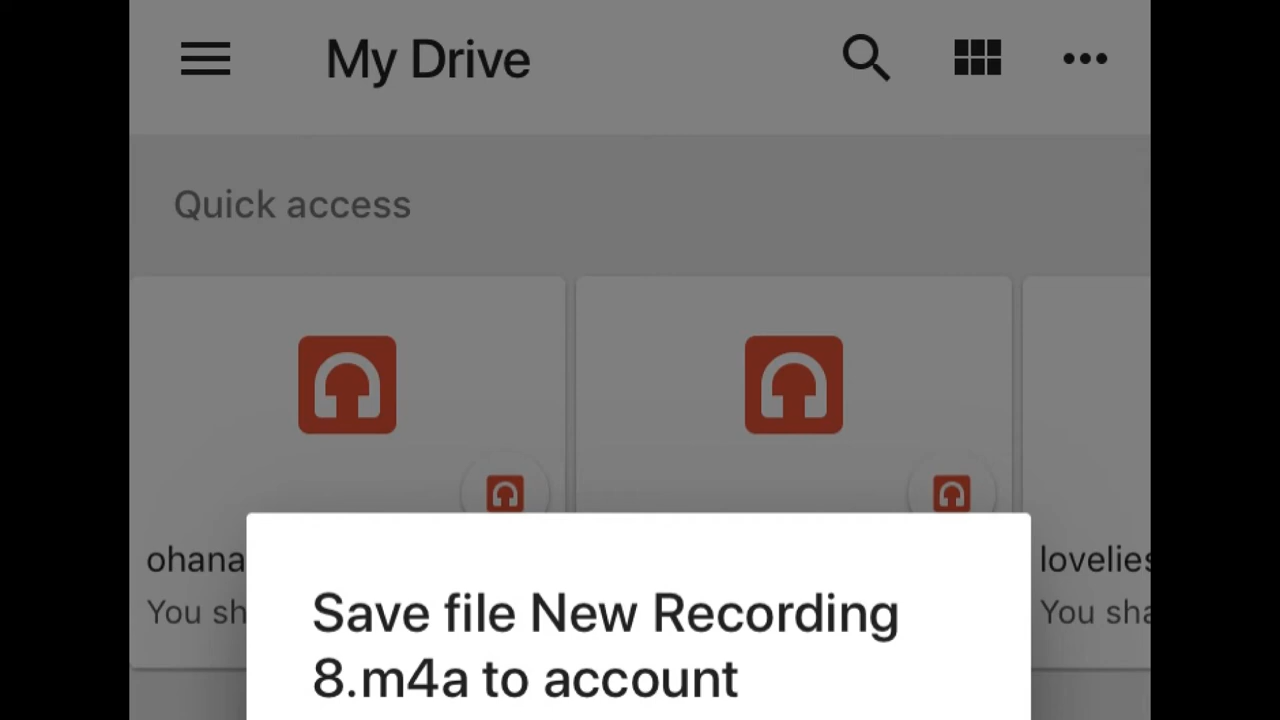 My Drive
Quick access
ohana
lovelies
You sh
You sha
Save file New Recording
8.m4a to account